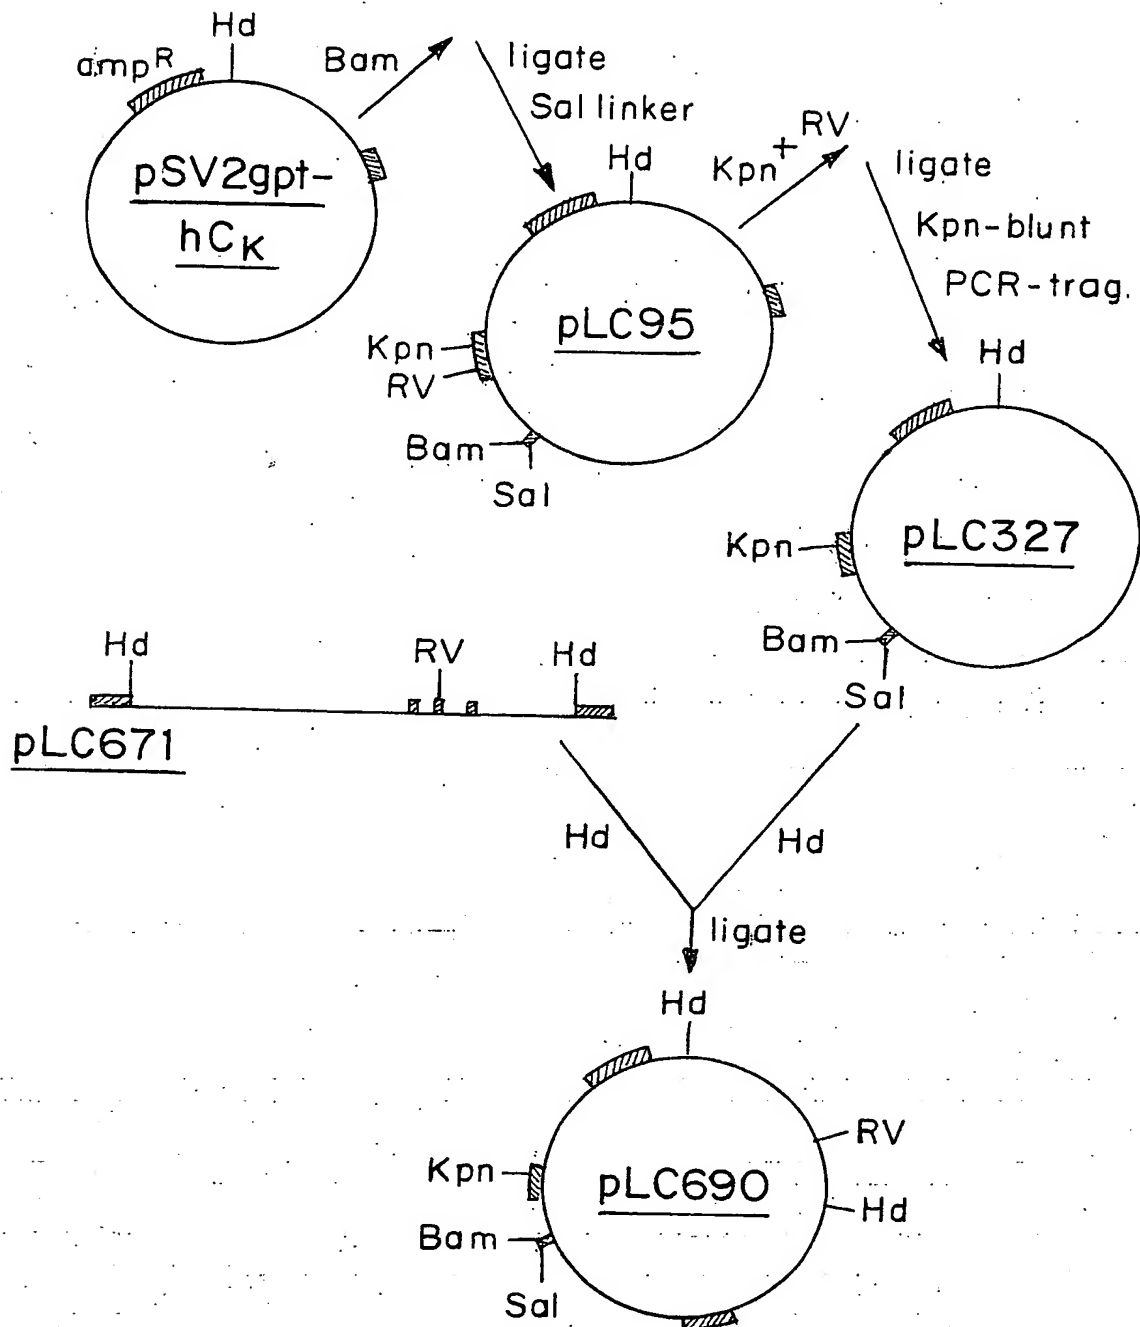 Hd
ampR
Bam
ligate
Sal linker
pSV2gpt-
hCK
Hd
Kpn + RV
ligate
Kpn-blunt
PCR-trag.
pLC95
Kpn
RV
Bam
Sal
Hd
Kpn
pLC327
Bam
Sal
Hd
RV
Hd
pLC671
Hd
Hd
ligate
Hd
RV
Kpn
pLC690
Hd
Bam
Sal